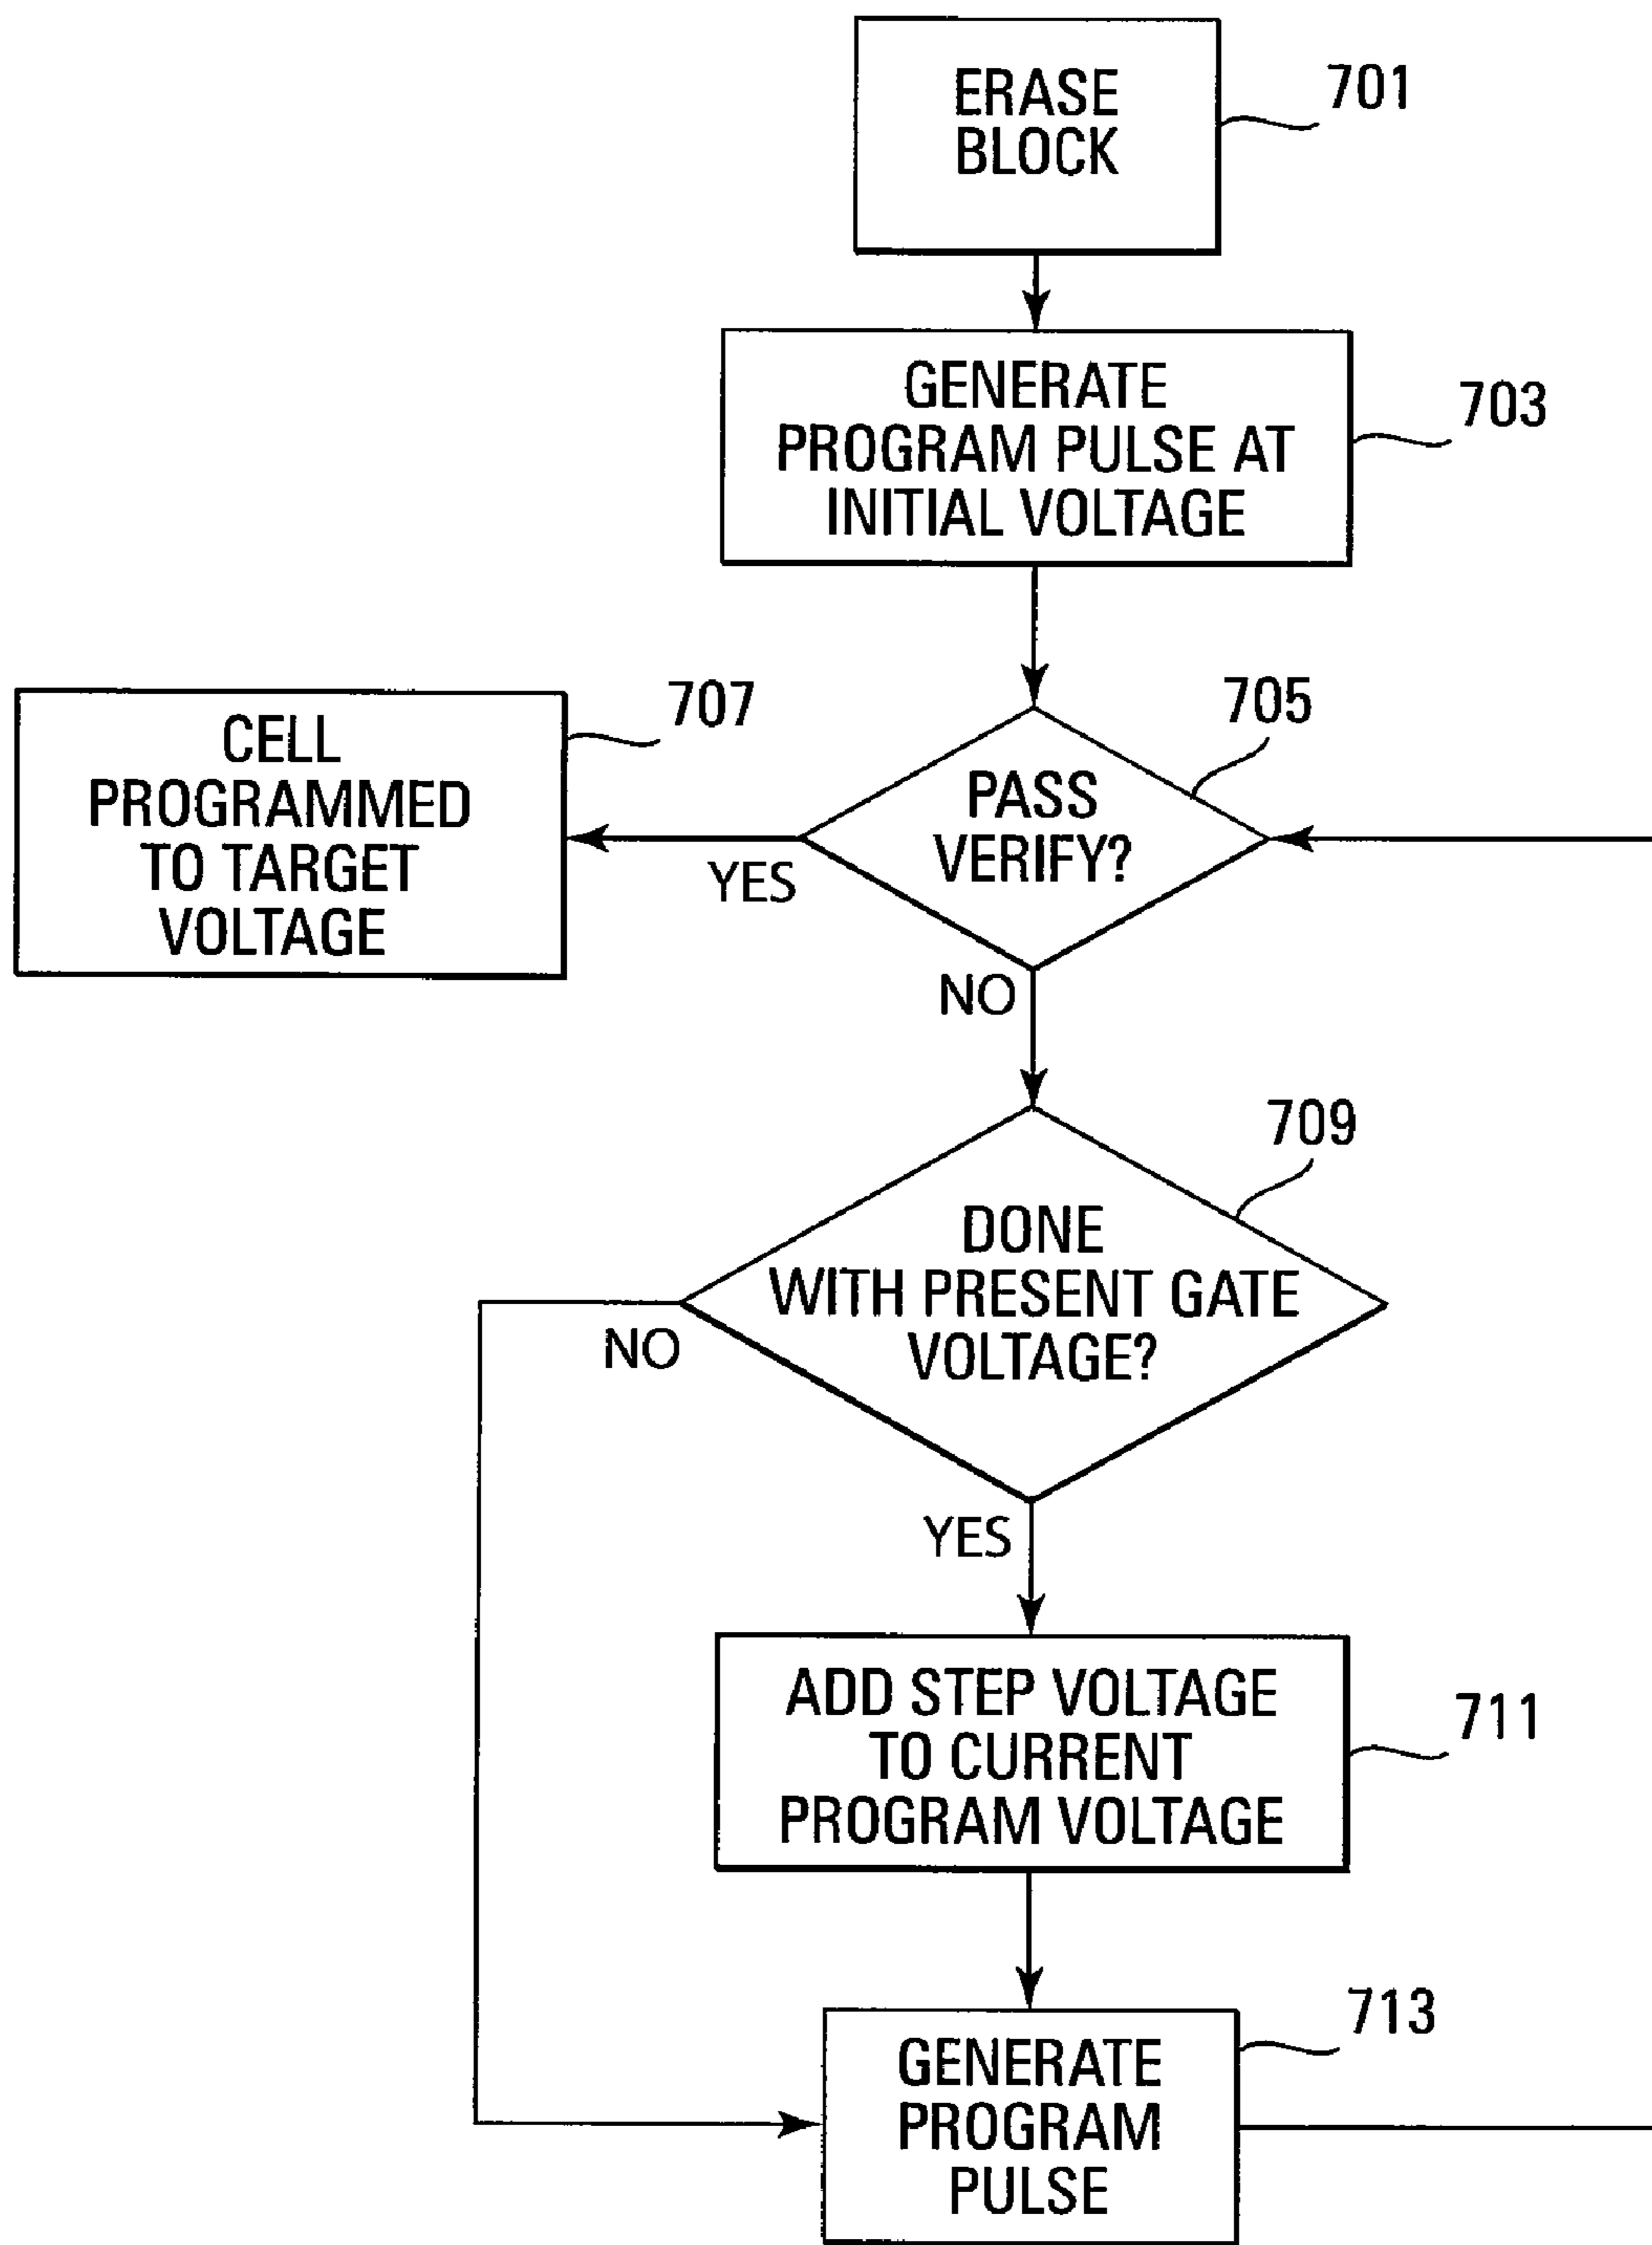 ERASE
BLOCK
701
GENERATE
PROGRAM PULSE AT
INITIAL VOLTAGE
703
CELL
PROGRAMMED
TO TARGET
VOLTAGE
707
PASS
VERIFY?
705
YES
NO
DONE
WITH PRESENT GATE
VOLTAGE?
709
NO
YES
ADD STEP VOLTAGE
TO CURRENT
PROGRAM VOLTAGE
711
GENERATE
PROGRAM
PULSE
713